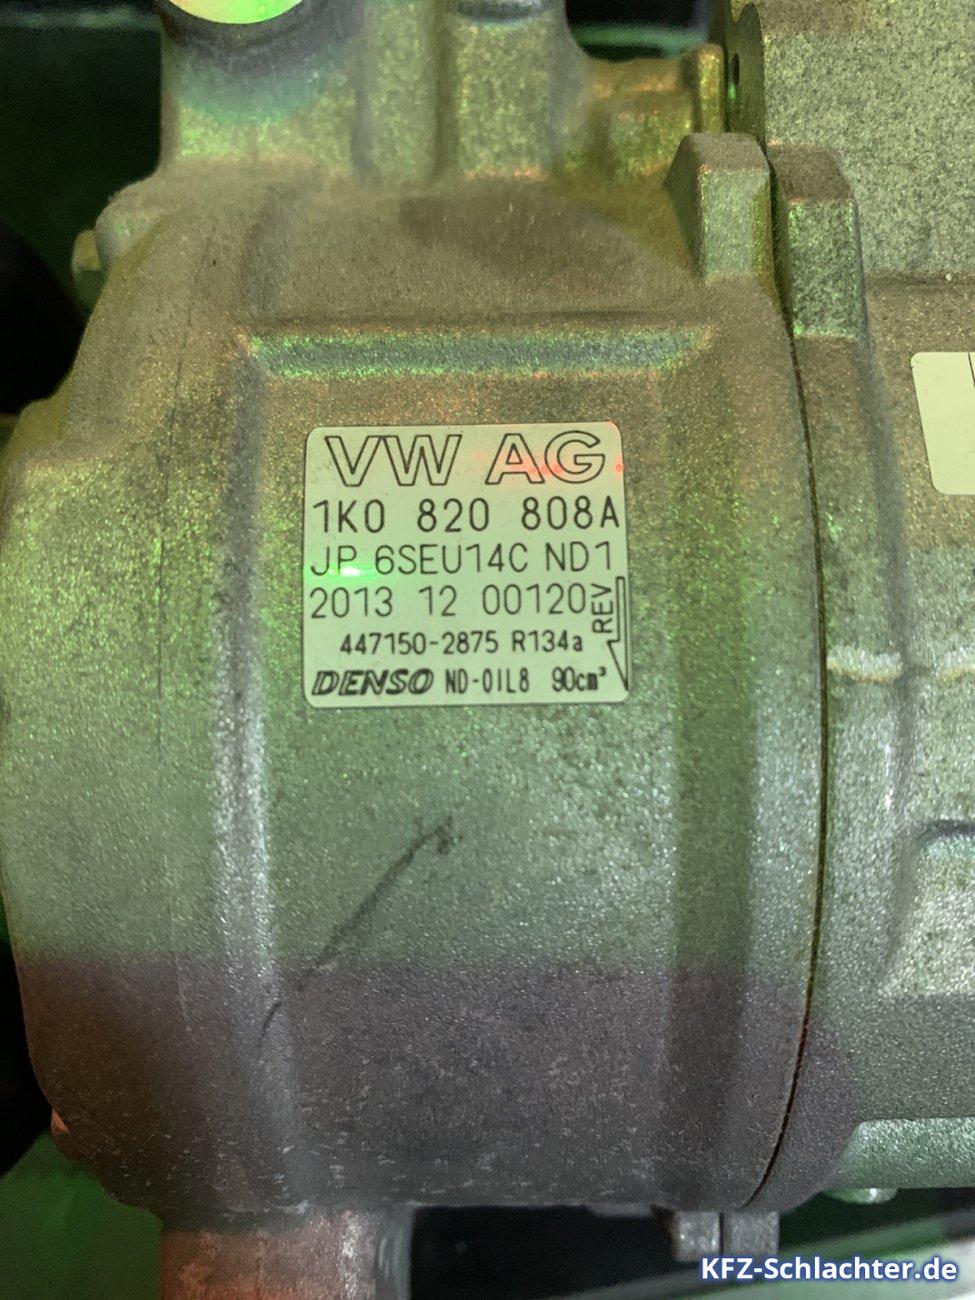 VW AG
1K0 820 808A
JP 6SEU14C ND1
2013 12 00120
REV
447150-2875 R134a
DENSO ND-OIL8 90cm³
KFZ-Schlachter.de